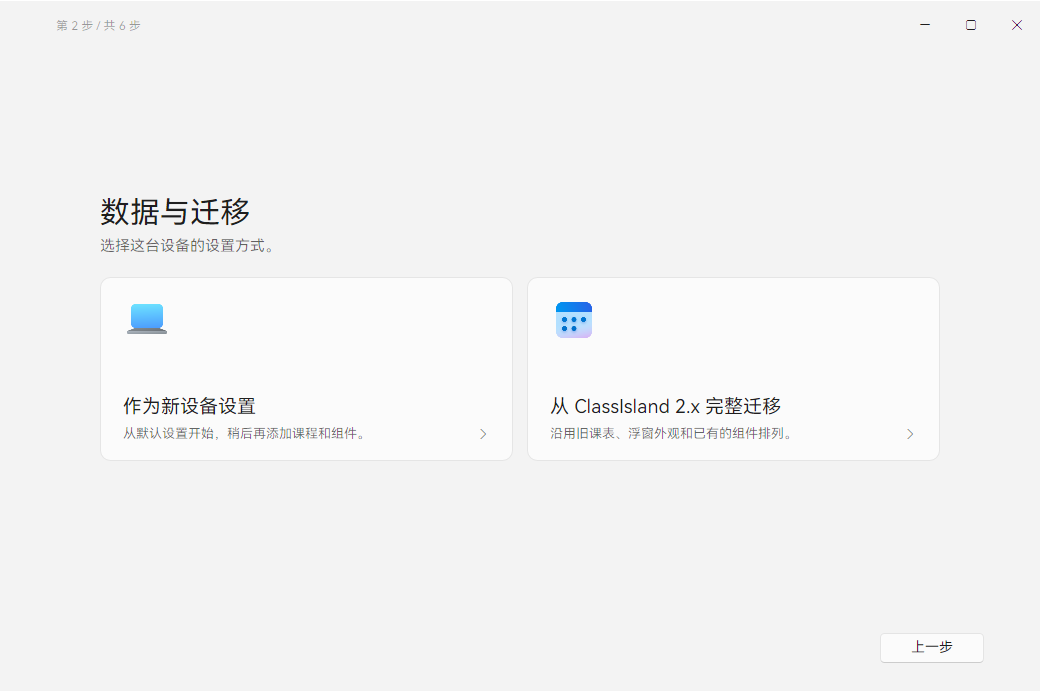 第 2 步 / 共 6 步
数据与迁移
选择这台设备的设置方式。
作为新设备设置
从默认设置开始，稍后再添加课程和组件。
从 ClassIsland 2.x 完整迁移
沿用旧课表、浮窗外观和已有的组件排列。
上一步